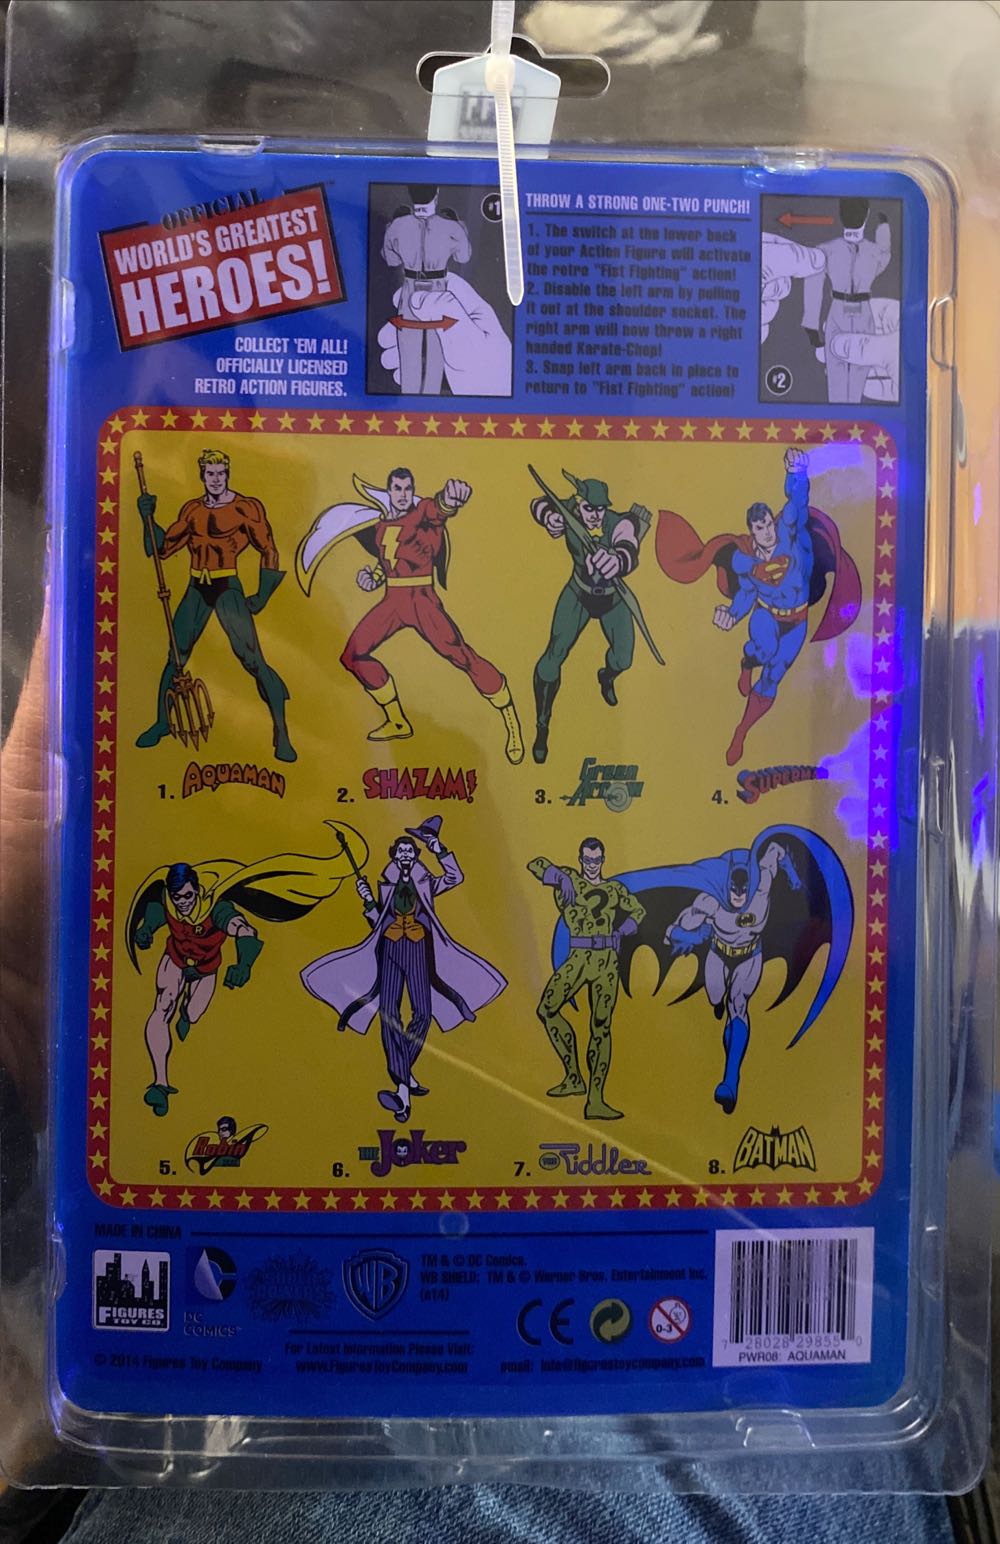 OFFICIAL
WORLD'S GREATEST
HEROES!
COLLECT 'EM ALL!
OFFICIALLY LICENSED
RETRO ACTION FIGURES.
#1
THROW A STRONG ONE-TWO PUNCH!
1. The switch at the lower back
of your Action Figure will activate
the retro "Fist Fighting" action!
2. Disable the left arm by pulling
it out at the shoulder socket. The
right arm will now throw a right
handed Karate-Chop!
3. Snap left arm back in place to
return to "Fist Fighting" action!
#2
1. AQUAMAN
2. SHAZAM!
3. Green Arrow
4. SUPERMAN
5. Robin
6. THE JOKER
7. THE Riddler
8. BATMAN
MADE IN CHINA
FIGURES
TOY CO.
DC
COMICS™
WB
TM & © DC Comics.
WB SHIELD: TM & © Warner Bros. Entertainment Inc.
(s14)
For Latest Information Please Visit:
www.FiguresToyCompany.com
© 2014 Figures Toy Company
email: info@figurestoycompany.com
CE
0-3
7 28028 29855 0
PWR08: AQUAMAN